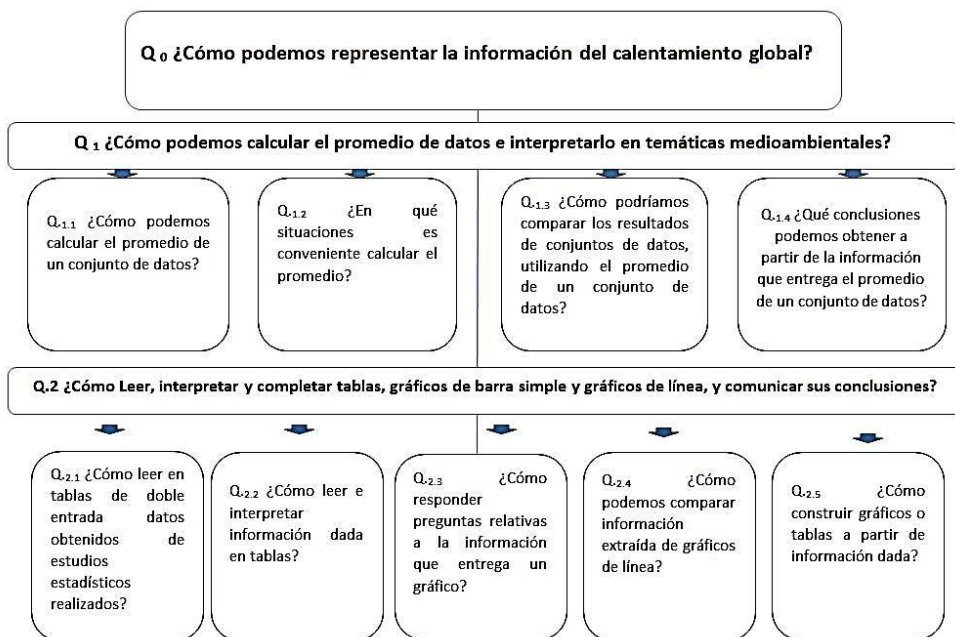 Q 0 ¿Cómo podemos representar la información del calentamiento global?
Q 1 ¿Cómo podemos calcular el promedio de datos e interpretarlo en temáticas medioambientales?
Q.1.1 ¿Cómo podemos
calcular el promedio de
un conjunto de datos?
Q.1.2 ¿En qué
situaciones es
conveniente calcular el
promedio?
Q.1.3 ¿Cómo podríamos
comparar los resultados
de conjuntos de datos,
utilizando el promedio
de un conjunto de
datos?
Q.1.4 ¿Qué conclusiones
podemos obtener a
partir de la información
que entrega el promedio
de un conjunto de datos?
Q.2 ¿Cómo Leer, interpretar y completar tablas, gráficos de barra simple y gráficos de línea, y comunicar sus conclusiones?
Q.2.1 ¿Cómo leer en
tablas de doble
entrada datos
obtenidos de
estudios
estadísticos
realizados?
Q.2.2 ¿Cómo leer e
interpretar
información dada
en tablas?
Q.2.3 ¿Cómo
responder
preguntas relativas
a la información
que entrega un
gráfico?
Q.2.4 ¿Cómo
podemos comparar
información
extraída de gráficos
de línea?
Q.2.5 ¿Cómo
construir gráficos o
tablas a partir de
información dada?